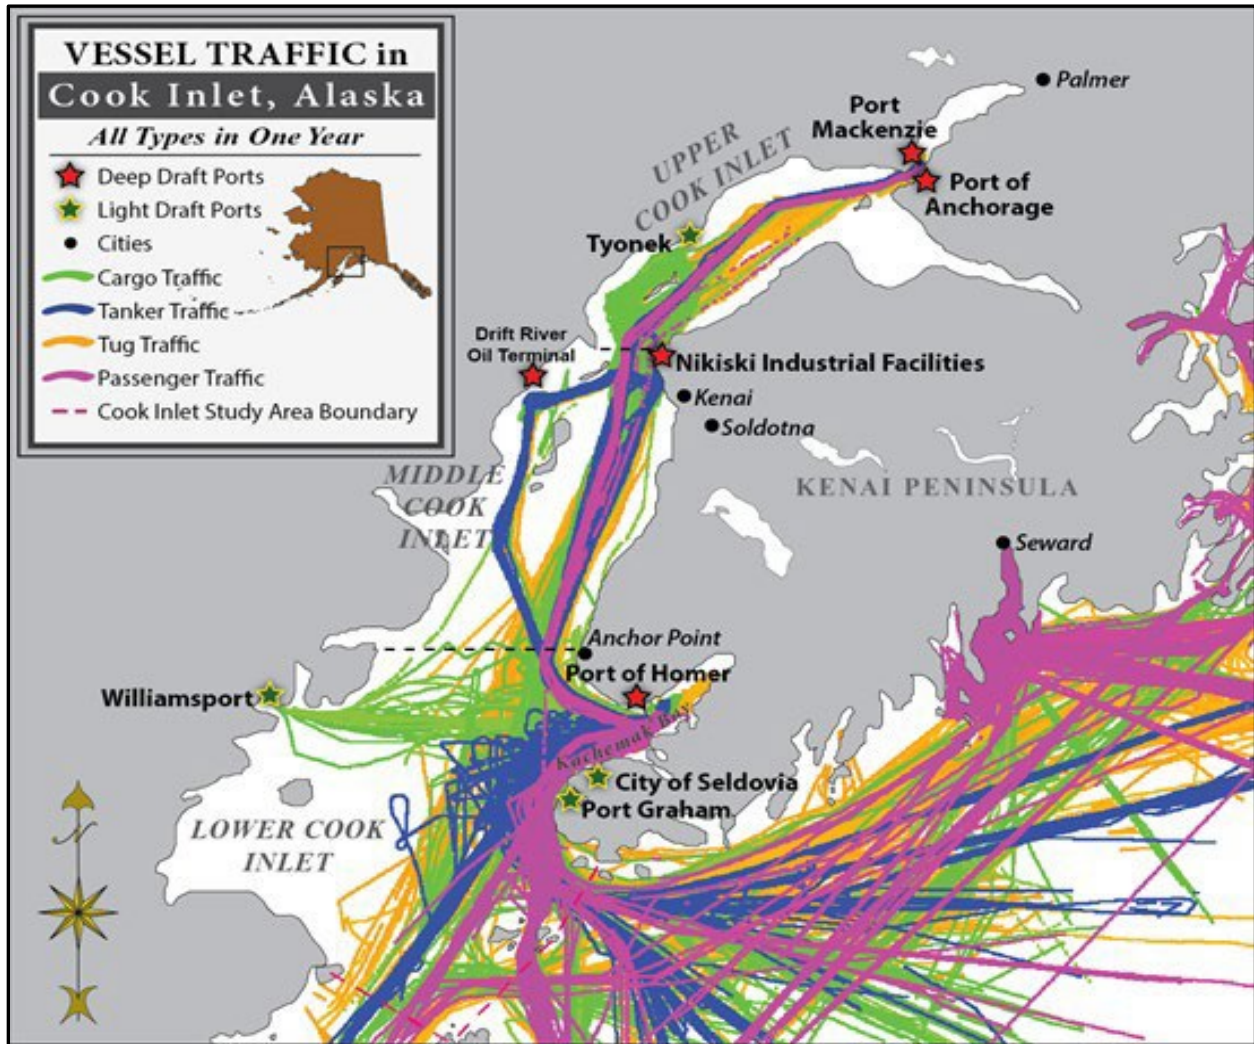 VESSEL TRAFFIC in
Cook Inlet, Alaska
All Types in One Year
Deep Draft Ports
Light Draft Ports
Cities
Cargo Traffic
Tanker Traffic
Tug Traffic
Passenger Traffic
Cook Inlet Study Area Boundary
Palmer
Port
Mackenzie
UPPER
COOK INLET
Port of
Anchorage
Tyonek
Drift River
Oil Terminal
Nikiski Industrial Facilities
Kenai
Soldotna
MIDDLE
COOK
INLET
KENAI PENINSULA
Seward
Anchor Point
Port of Homer
Williamsport
Kachemak Bay
City of Seldovia
Port Graham
LOWER COOK
INLET
N